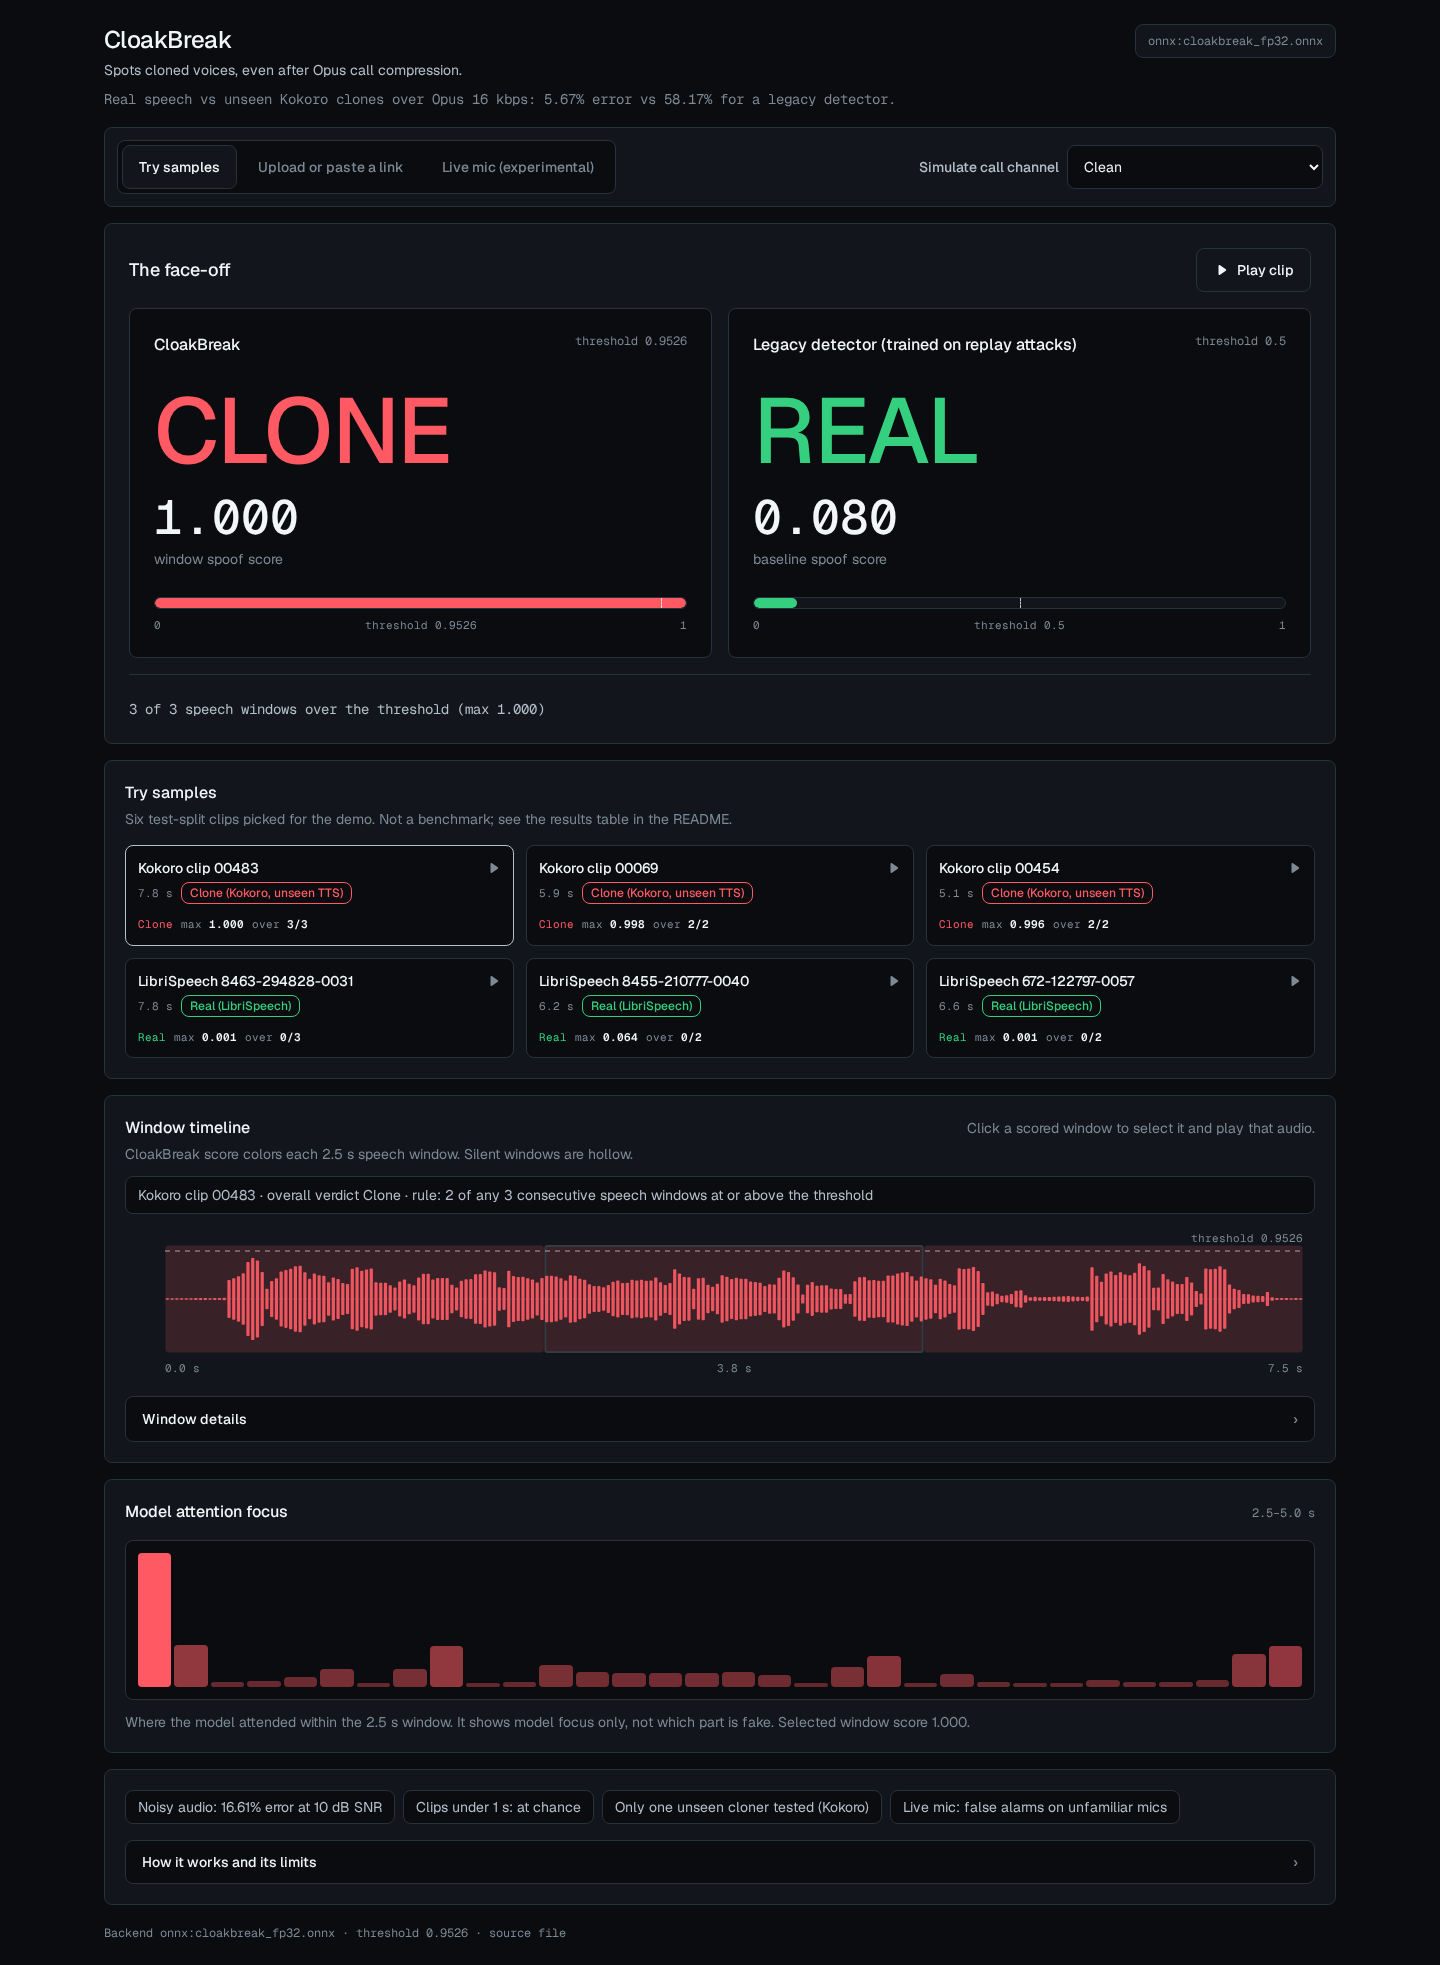 CloakBreak
onnx:cloakbreak_fp32.onnx
Spots cloned voices, even after Opus call compression.
Real speech vs unseen Kokoro clones over Opus 16 kbps: 5.67% error vs 58.17% for a legacy detector.
Try samples
Upload or paste a link
Live mic (experimental)
Simulate call channel
Clean
The face-off
Play clip
CloakBreak
threshold 0.9526
CLONE
1.000
window spoof score
0
threshold 0.9526
1
Legacy detector (trained on replay attacks)
threshold 0.5
REAL
0.080
baseline spoof score
0
threshold 0.5
1
3 of 3 speech windows over the threshold (max 1.000)
Try samples
Six test-split clips picked for the demo. Not a benchmark; see the results table in the README.
Kokoro clip 00483
7.8 s Clone (Kokoro, unseen TTS)
Clone max 1.000 over 3/3
Kokoro clip 00069
5.9 s Clone (Kokoro, unseen TTS)
Clone max 0.998 over 2/2
Kokoro clip 00454
5.1 s Clone (Kokoro, unseen TTS)
Clone max 0.996 over 2/2
LibriSpeech 8463-294828-0031
7.8 s Real (LibriSpeech)
Real max 0.001 over 0/3
LibriSpeech 8455-210777-0040
6.2 s Real (LibriSpeech)
Real max 0.064 over 0/2
LibriSpeech 672-122797-0057
6.6 s Real (LibriSpeech)
Real max 0.001 over 0/2
Window timeline
Click a scored window to select it and play that audio.
CloakBreak score colors each 2.5 s speech window. Silent windows are hollow.
Kokoro clip 00483 · overall verdict Clone · rule: 2 of any 3 consecutive speech windows at or above the threshold
threshold 0.9526
0.0 s
3.8 s
7.5 s
Window details
Model attention focus
2.5–5.0 s
Where the model attended within the 2.5 s window. It shows model focus only, not which part is fake. Selected window score 1.000.
Noisy audio: 16.61% error at 10 dB SNR
Clips under 1 s: at chance
Only one unseen cloner tested (Kokoro)
Live mic: false alarms on unfamiliar mics
How it works and its limits
Backend onnx:cloakbreak_fp32.onnx · threshold 0.9526 · source file